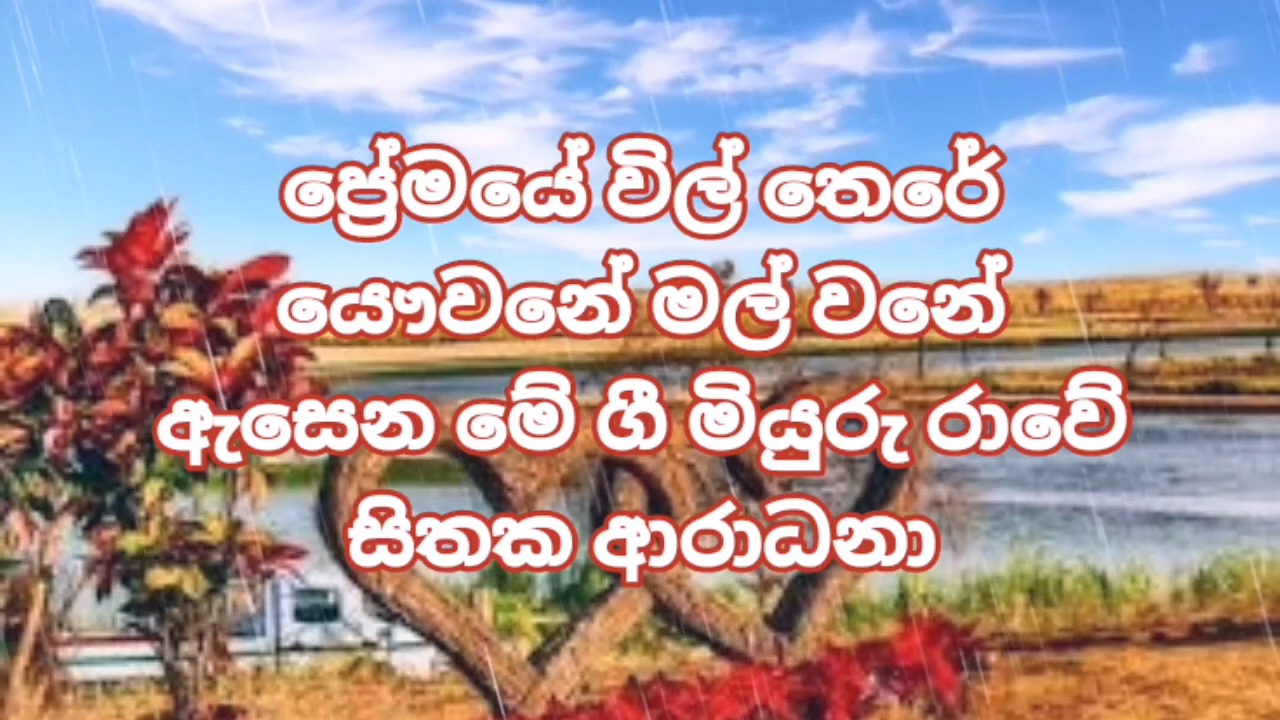 ප්‍රේමයේ විල් තෙරේ
යෞවනේ මල් වනේ
ඇසෙන මේ ගී මියුරු රාවේ
සිතක ආරාධනා